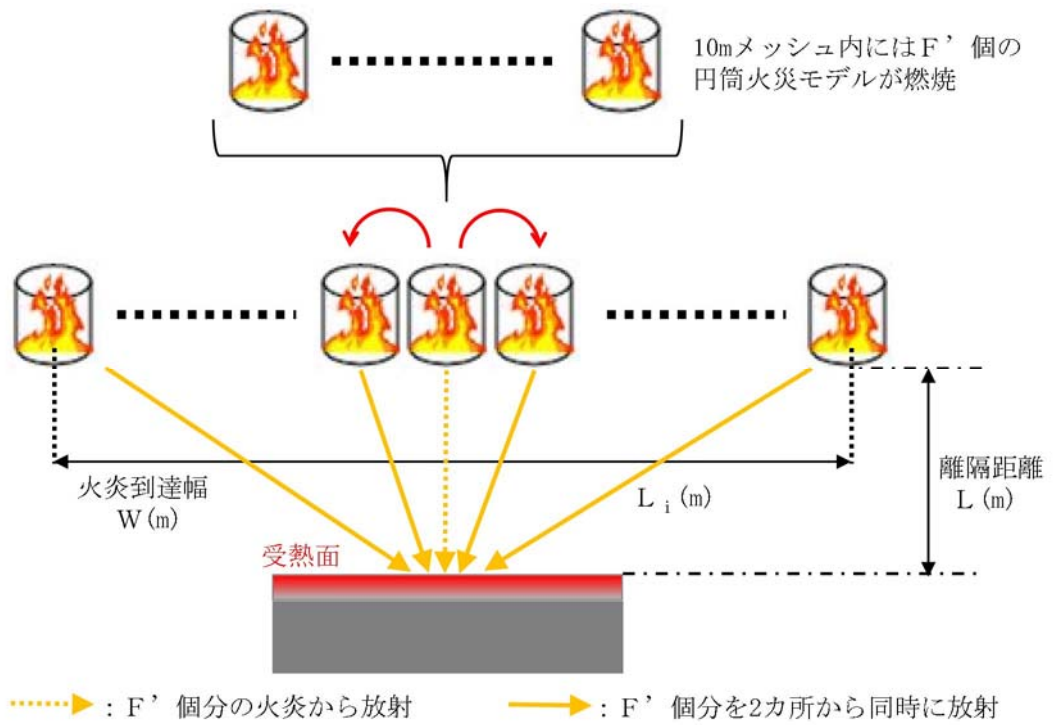 10mメッシュ内にはF’個の
円筒火災モデルが燃焼
火炎到達幅
W(m)
Li(m)
離隔距離
L(m)
受熱面
：F’個分の火炎から放射
：F’個分を2カ所から同時に放射